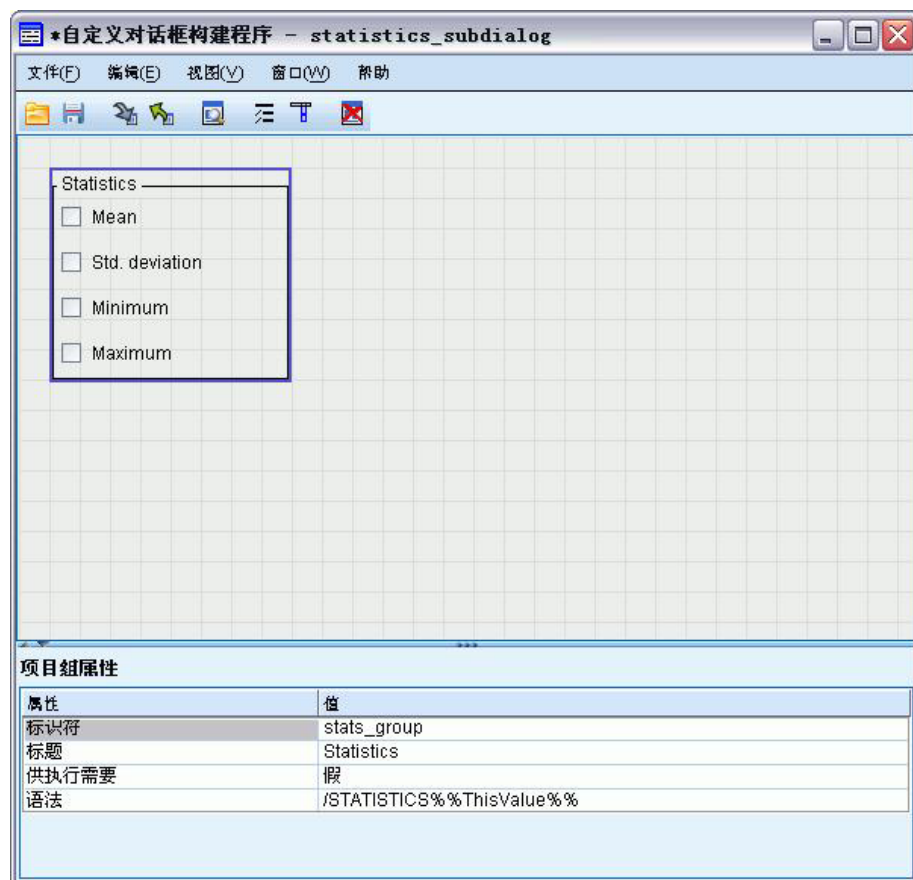 *自定义对话框构建程序 - statistics_subdialog
文件(F) 编辑(E) 视图(V) 窗口(W) 帮助
Statistics
Mean
Std. deviation
Minimum
Maximum
项目组属性
属性 值
标识符 stats_group
标题 Statistics
供执行需要 假
语法 /STATISTICS%%ThisValue%%